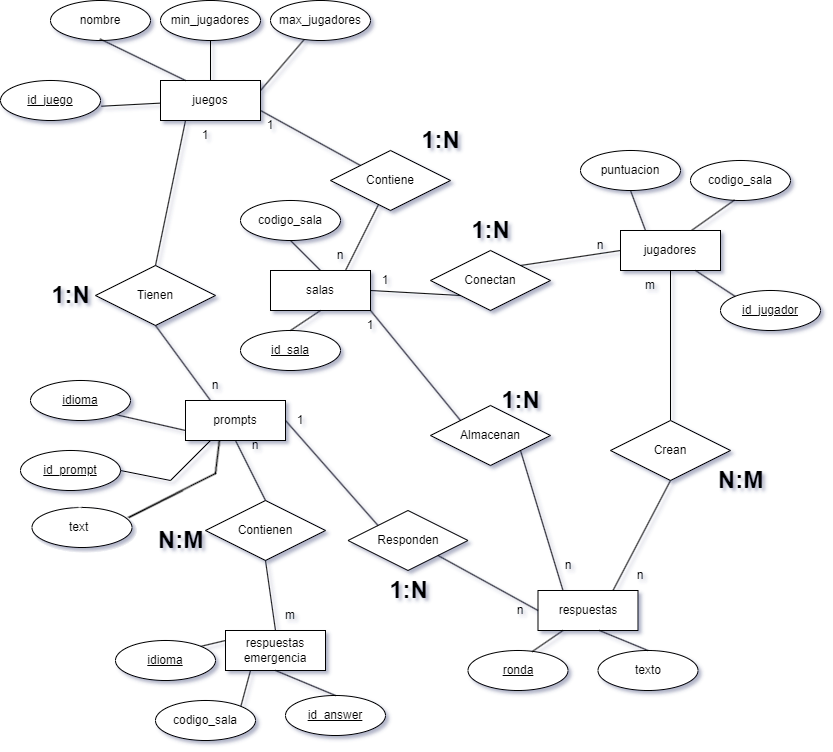 nombre
min_jugadores
max_jugadores
id_juego
juegos
1
1
1:N
Contiene
puntuacion
codigo_sala
codigo_sala
n
1:N
n
jugadores
salas
1
Conectan
m
1:N
Tienen
id_jugador
1
id_sala
n
idioma
1:N
prompts
1
Almacenan
n
Crean
id_prompt
N:M
text
N:M
Contienen
Responden
n
n
1:N
m
n
respuestas
respuestas
emergencia
idioma
ronda
texto
codigo_sala
id_answer